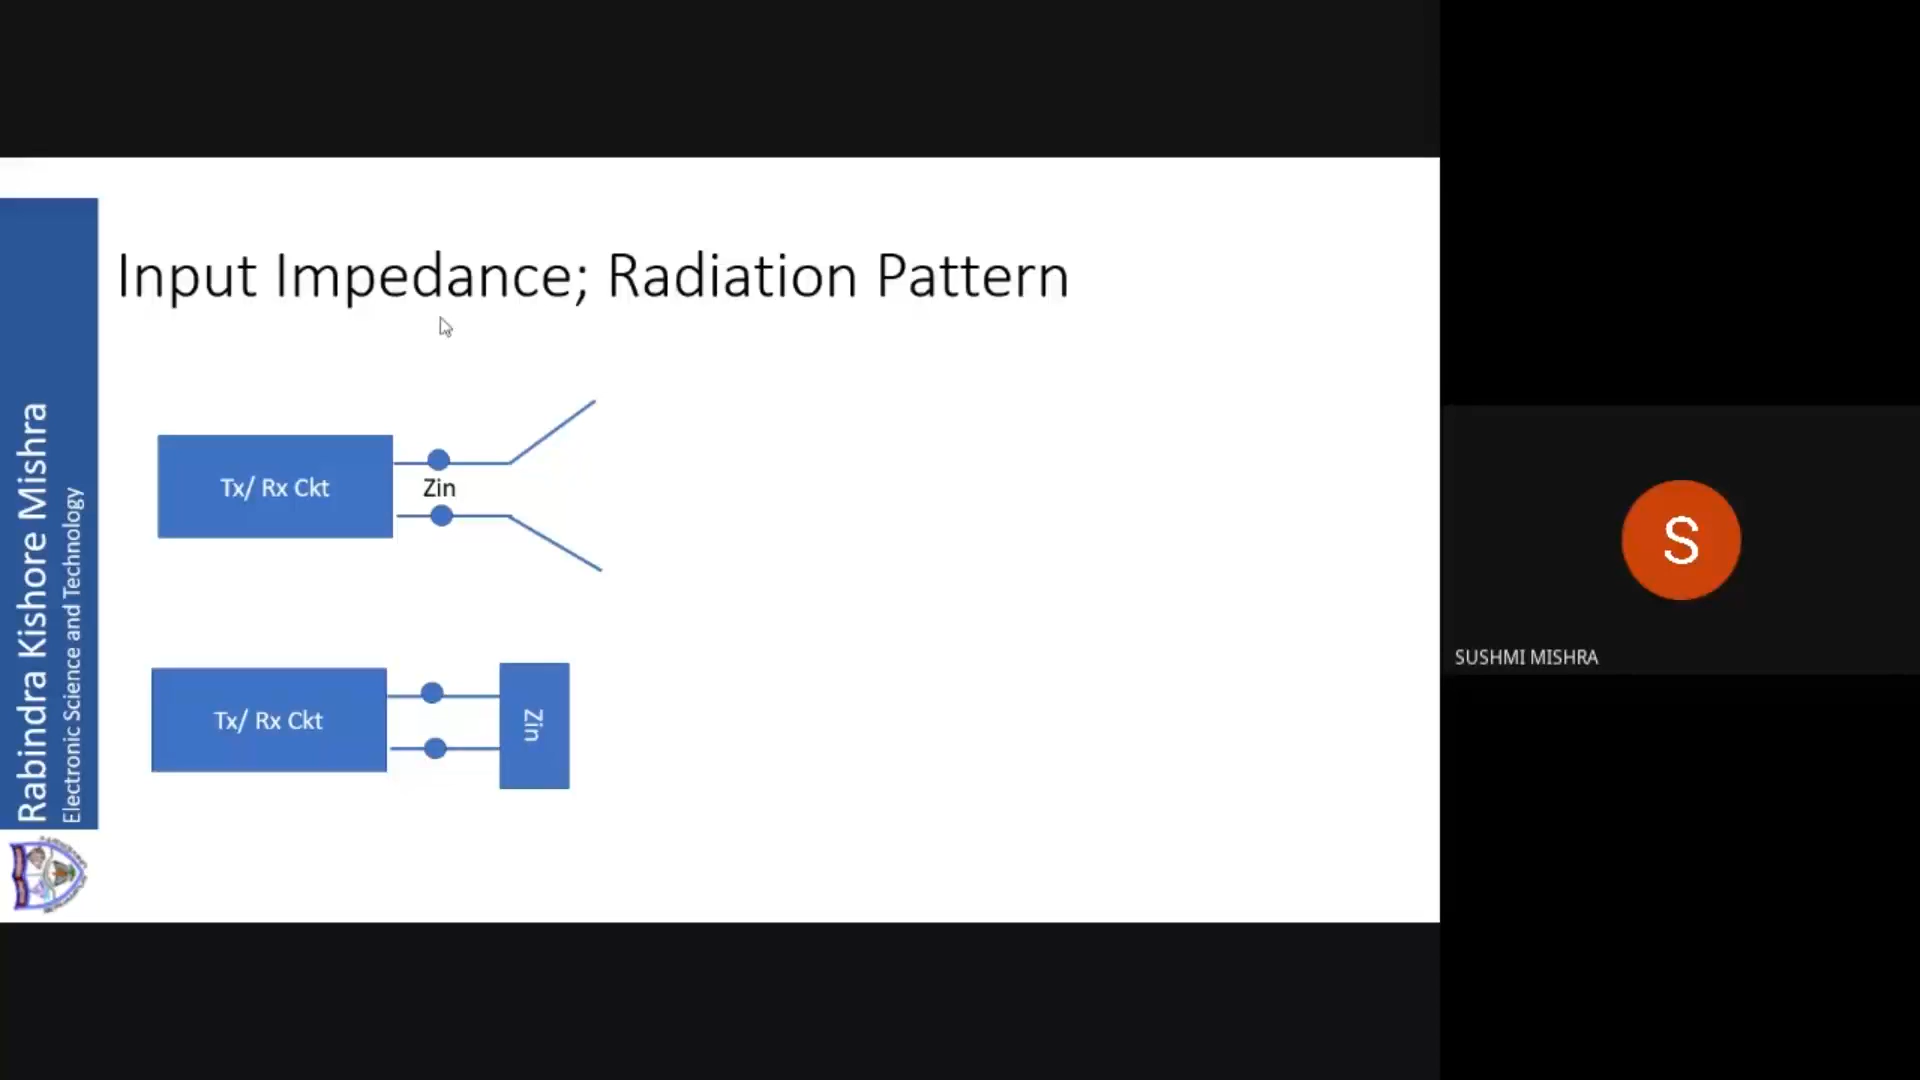 Input Impedance; Radiation Pattern
Tx/ Rx Ckt
Zin
Tx/ Rx Ckt
Zin
Rabindra Kishore Mishra
Electronic Science and Technology
S
SUSHMI MISHRA